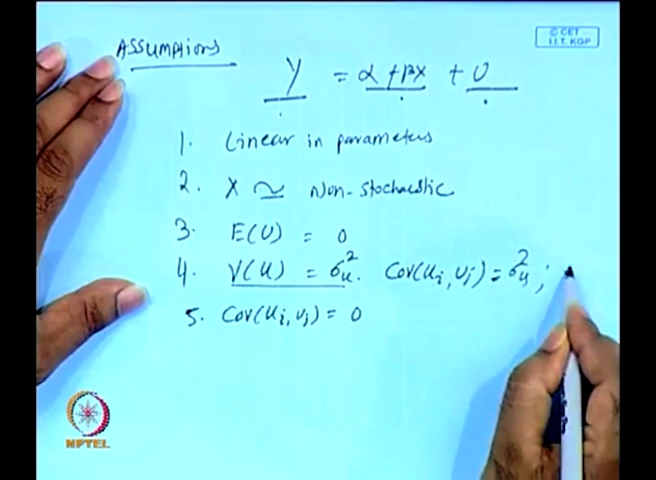 © CET
I.I.T. KGP
ASSUMPTIONS
Y = α + βX + U
1. Linear in parameters
2. X ≃ Non-Stochastic
3. E(U) = 0
4. V(U) = σu². Cov(Ui, Uj) = σu² ;
5. Cov(Ui, Uj) = 0
NPTEL